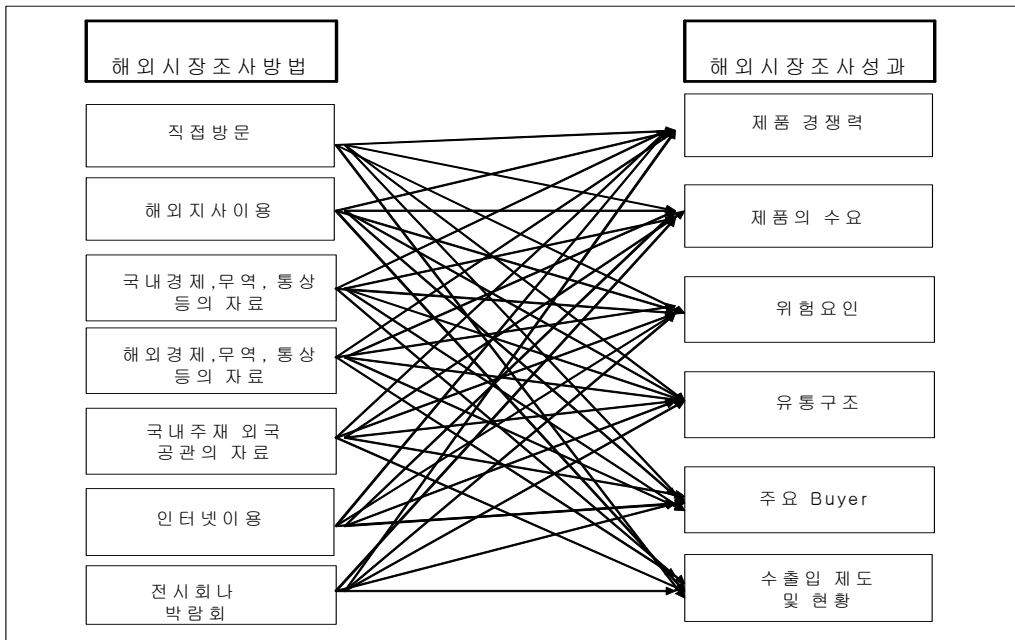 해외시장조사방법
직접방문
해외지사이용
국내경제,무역, 통상
등의 자료
해외경제,무역, 통상
등의 자료
국내주재 외국
공관의 자료
인터넷이용
전시회나
박람회
해외시장조사성과
제품 경쟁력
제품의 수요
위험요인
유통구조
주요 Buyer
수출입 제도
및 현황